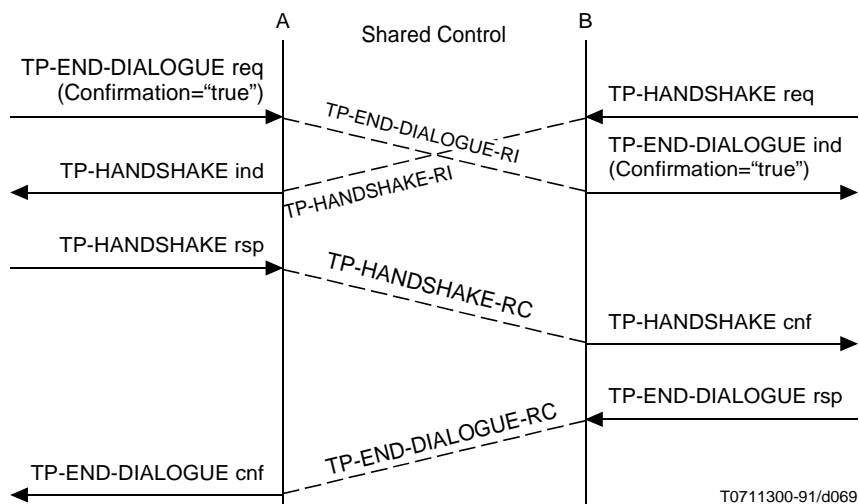 A
Shared Control
B
TP-END-DIALOGUE req
(Confirmation=“true”)
TP-HANDSHAKE req
TP-END-DIALOGUE-RI
TP-END-DIALOGUE ind
(Confirmation=“true”)
TP-HANDSHAKE ind
TP-HANDSHAKE-RI
TP-HANDSHAKE rsp
TP-HANDSHAKE-RC
TP-HANDSHAKE cnf
TP-END-DIALOGUE rsp
TP-END-DIALOGUE-RC
TP-END-DIALOGUE cnf
T0711300-91/d069